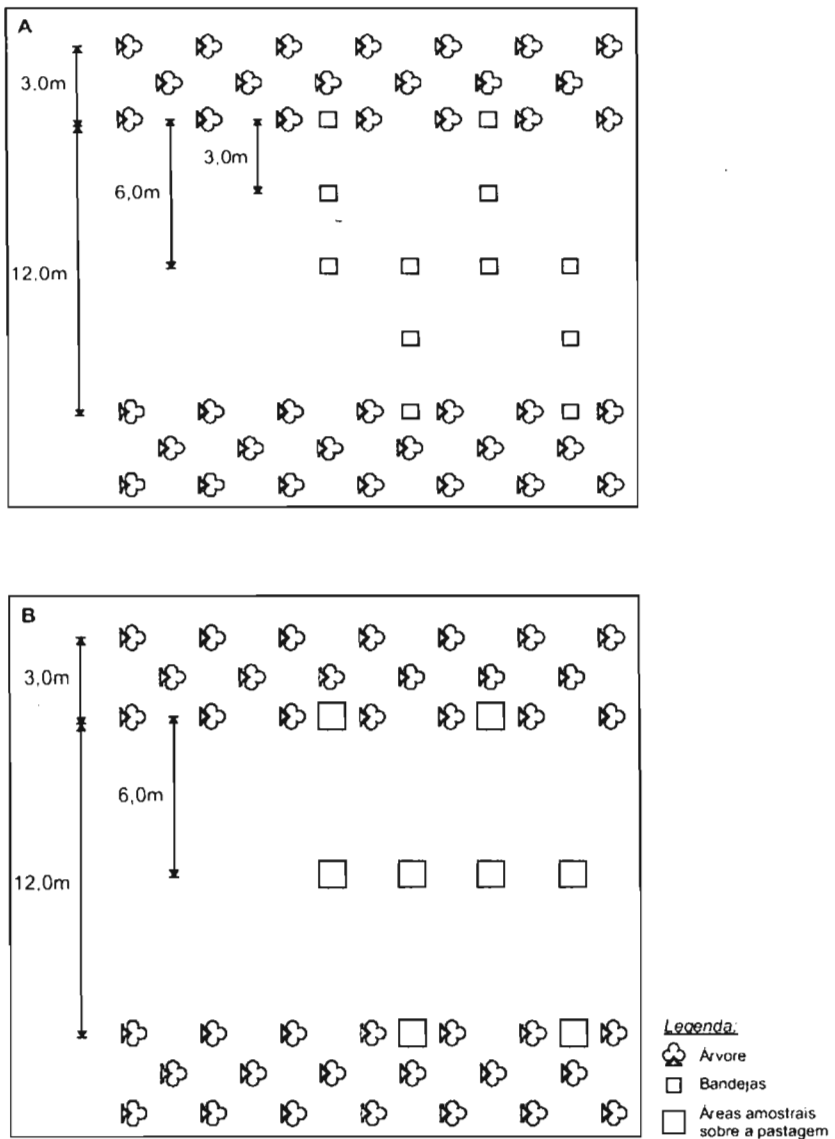 A
3.0m
3,0m
6,0m
12.0m
B
3,0m
6,0m
12,0m
Legenda:
Árvore
Bandejas
Áreas amostrais
sobre a pastagem